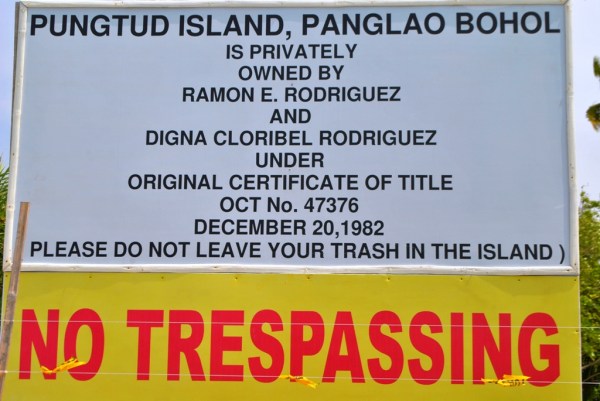 PUNGTUD ISLAND, PANGLAO BOHOL
IS PRIVATELY
OWNED BY
RAMON E. RODRIGUEZ
AND
DIGNA CLORIBEL RODRIGUEZ
UNDER
ORIGINAL CERTIFICATE OF TITLE
OCT No. 47376
DECEMBER 20,1982
PLEASE DO NOT LEAVE YOUR TRASH IN THE ISLAND )
NO TRESPASSING